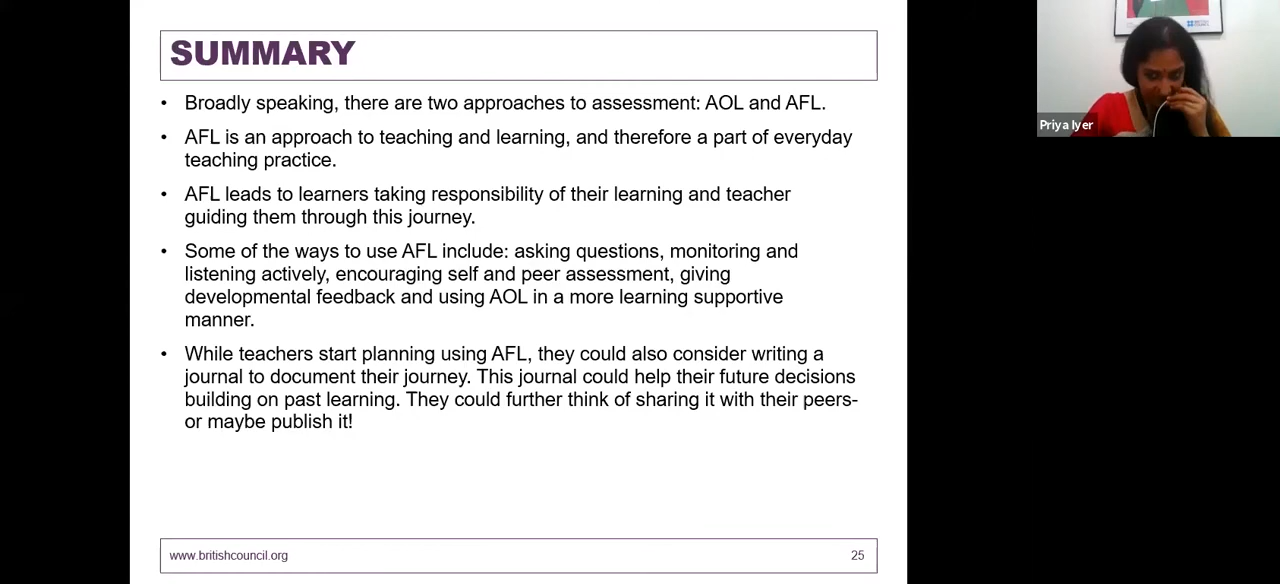 SUMMARY
• Broadly speaking, there are two approaches to assessment: AOL and AFL.
• AFL is an approach to teaching and learning, and therefore a part of everyday
teaching practice.
• AFL leads to learners taking responsibility of their learning and teacher
guiding them through this journey.
• Some of the ways to use AFL include: asking questions, monitoring and
listening actively, encouraging self and peer assessment, giving
developmental feedback and using AOL in a more learning supportive
manner.
• While teachers start planning using AFL, they could also consider writing a
journal to document their journey. This journal could help their future decisions
building on past learning. They could further think of sharing it with their peers-
or maybe publish it!
www.britishcouncil.org 25
BRITISH
COUNCIL
Priya Iyer